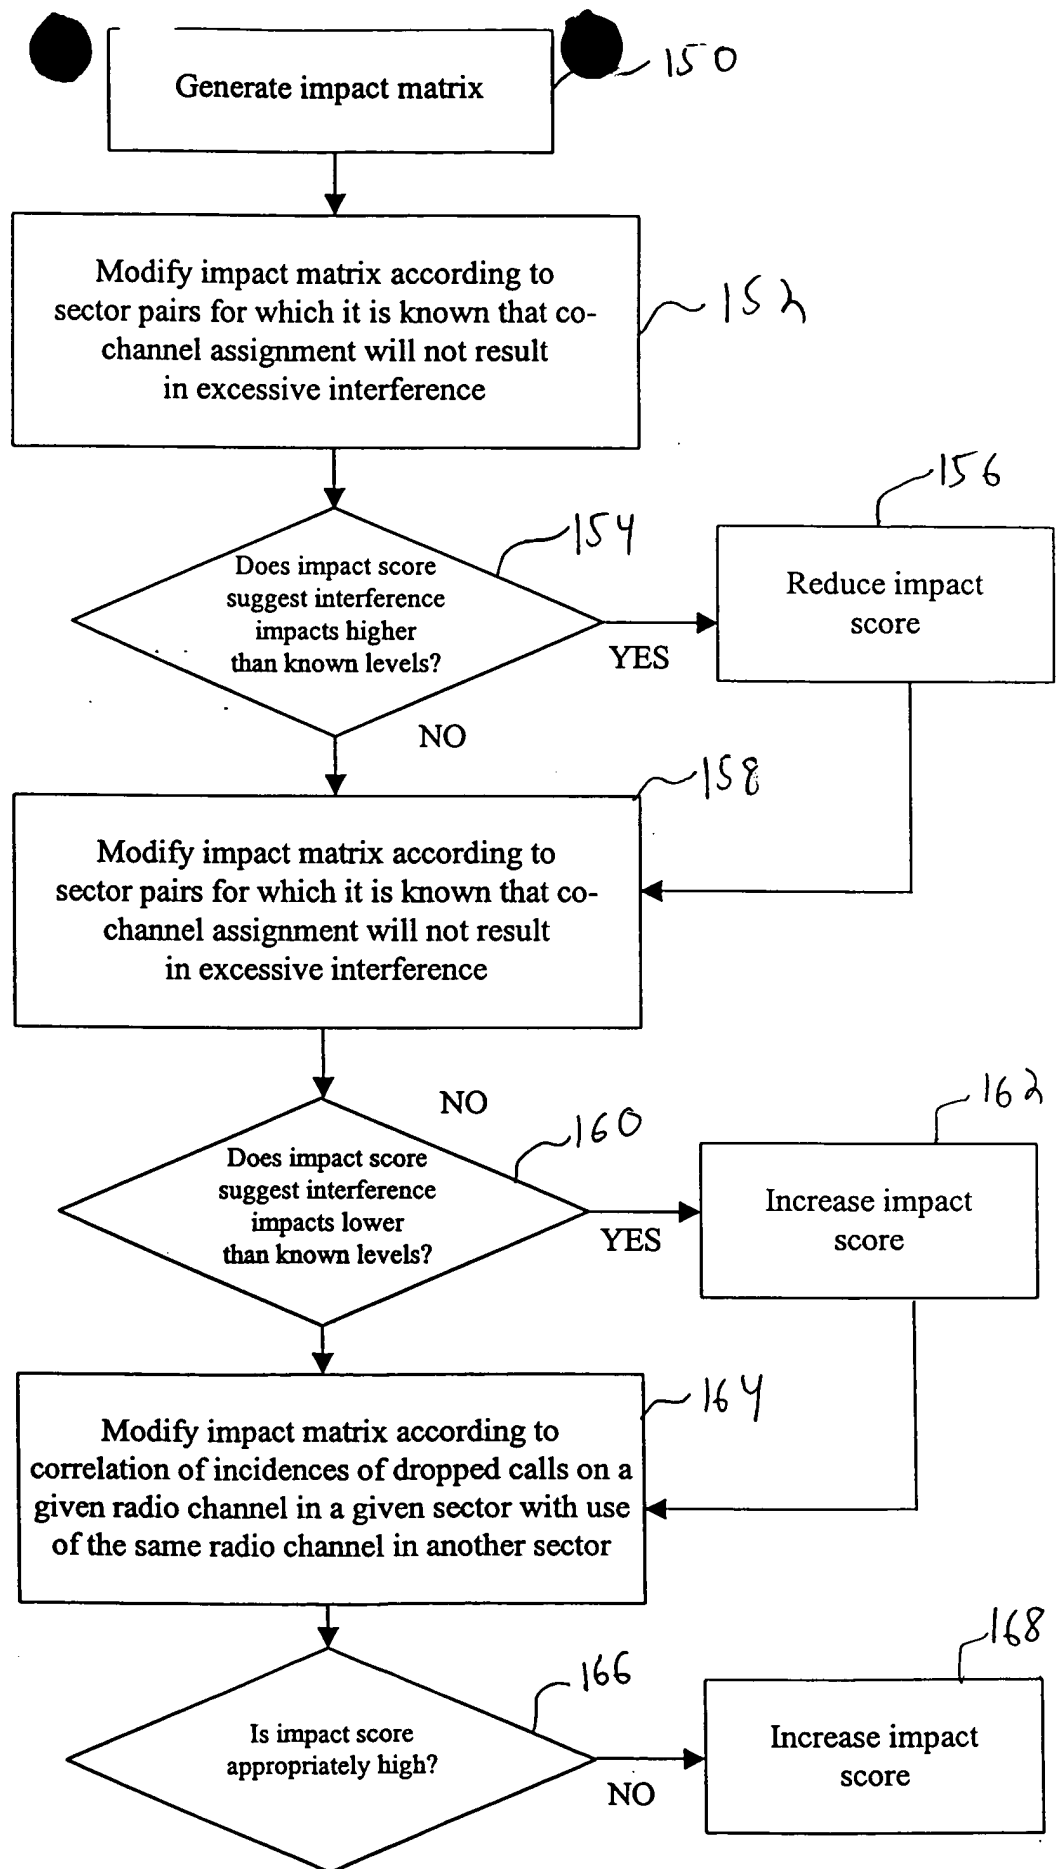 Generate impact matrix
150
Modify impact matrix according to
sector pairs for which it is known that co-
channel assignment will not result
in excessive interference
152
156
154
Does impact score
suggest interference
impacts higher
than known levels?
YES
Reduce impact
score
NO
158
Modify impact matrix according to
sector pairs for which it is known that co-
channel assignment will not result
in excessive interference
162
NO
160
Does impact score
suggest interference
impacts lower
than known levels?
YES
Increase impact
score
164
Modify impact matrix according to
correlation of incidences of dropped calls on a
given radio channel in a given sector with use
of the same radio channel in another sector
168
166
Is impact score
appropriately high?
NO
Increase impact
score